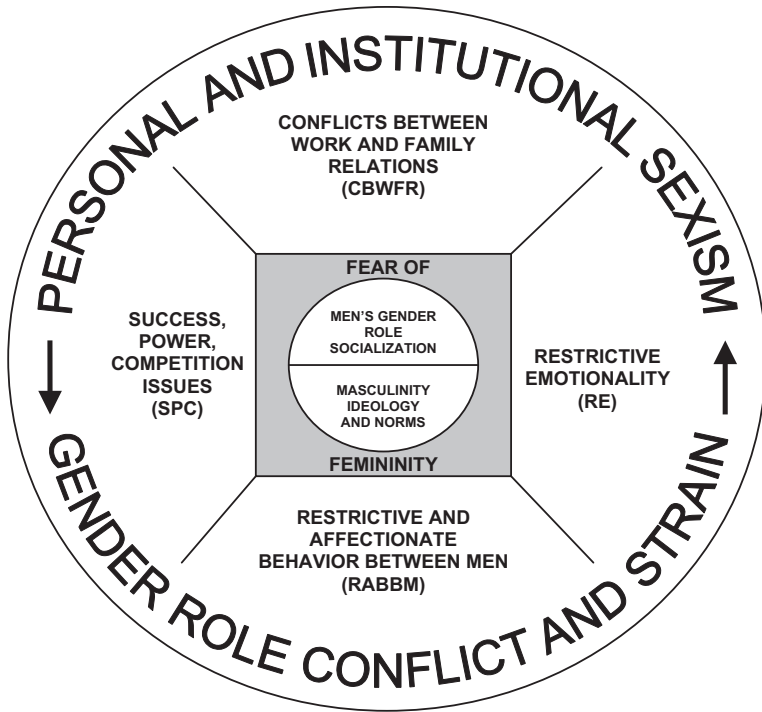 PERSONAL AND INSTITUTIONAL SEXISM
CONFLICTS BETWEEN
WORK AND FAMILY
RELATIONS
(CBWFR)
FEAR OF
MEN'S GENDER
ROLE
SOCIALIZATION
MASCULINITY
IDEOLOGY
AND NORMS
FEMININITY
SUCCESS,
POWER,
COMPETITION
ISSUES
(SPC)
RESTRICTIVE
EMOTIONALITY
(RE)
RESTRICTIVE AND
AFFECTIONATE
BEHAVIOR BETWEEN MEN
(RABBM)
GENDER ROLE CONFLICT AND STRAIN